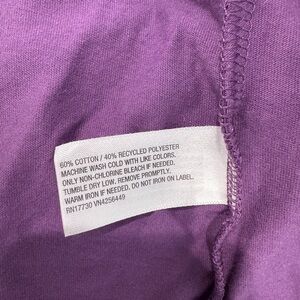 60% COTTON / 40% RECYCLED POLYESTER
MACHINE WASH COLD WITH LIKE COLORS.
ONLY NON-CHLORINE BLEACH IF NEEDED.
TUMBLE DRY LOW. REMOVE PROMPTLY.
WARM IRON IF NEEDED. DO NOT IRON ON LABEL.
RN17730 VN4256449